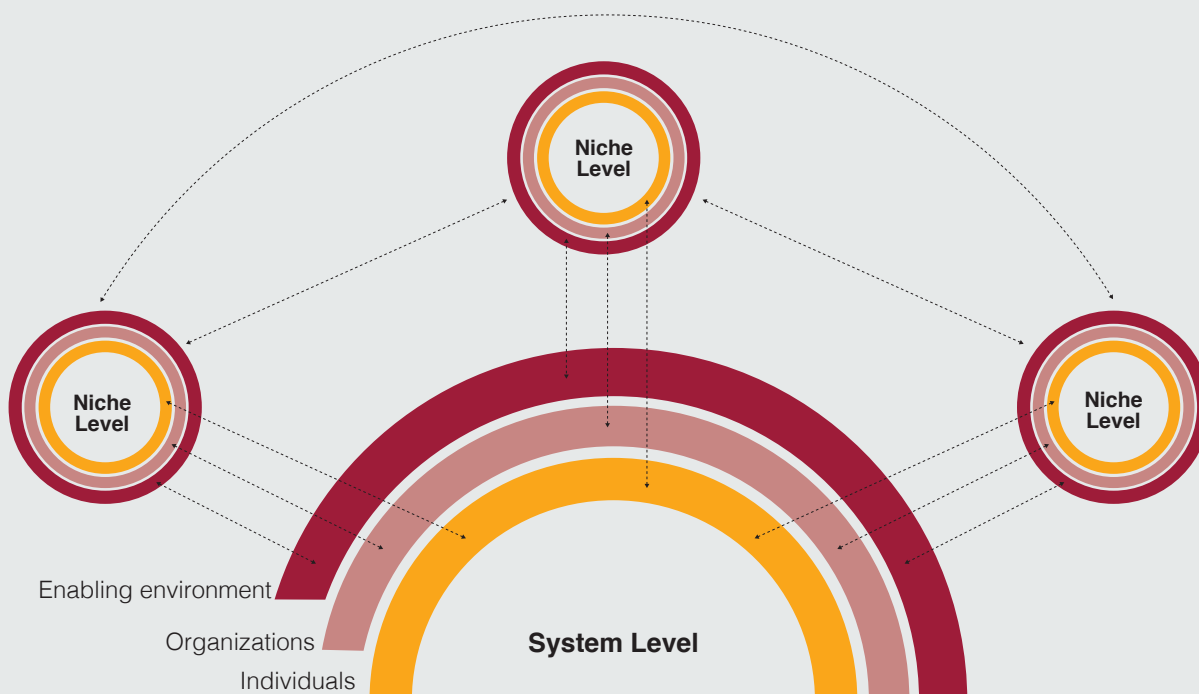 Niche
Level
Niche
Level
Niche
Level
Enabling environment
Organizations
System Level
Individuals